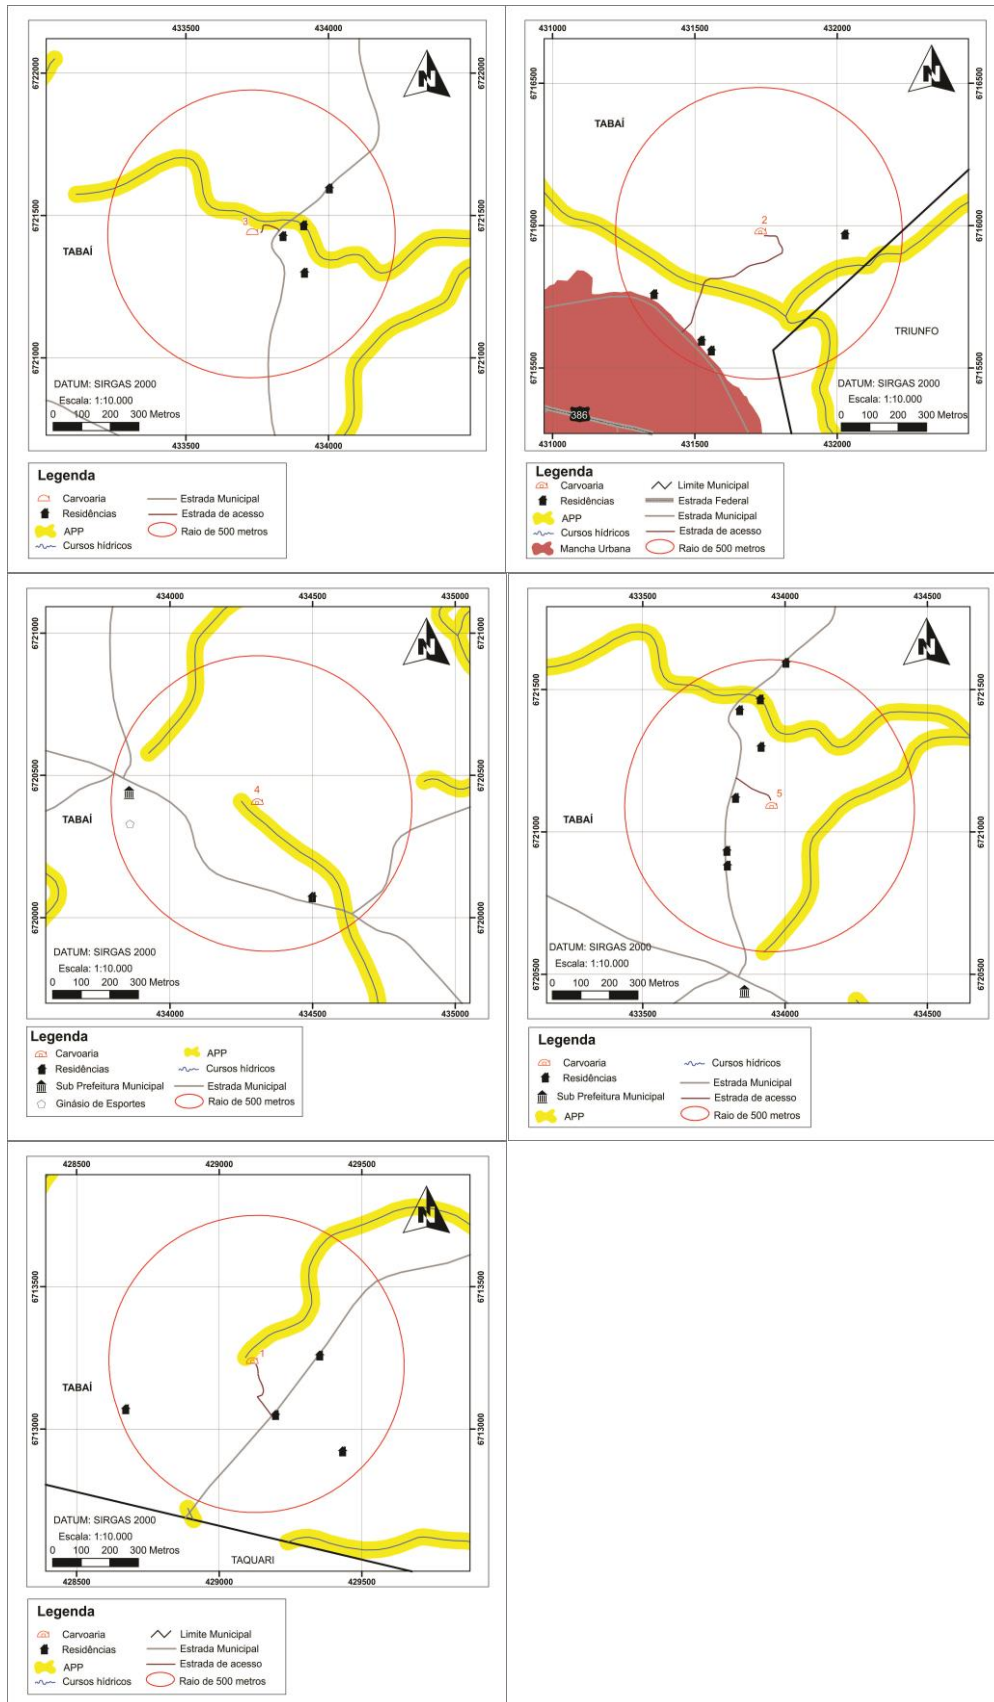 433500 434000
6722000 6722000
3
6721500 6721500
TABAÍ
6721000 6721000
DATUM: SIRGAS 2000
Escala: 1:10.000
0 100 200 300 Metros
433500 434000
N
Legenda
Carvoaria Estrada Municipal
Residências Estrada de acesso
APP Raio de 500 metros
Cursos hídricos
431000 431500 432000
6716500 6716500
TABAÍ
2
6716000 6716000
TRIUNFO
6715500 6715500
DATUM: SIRGAS 2000
Escala: 1:10.000
0 100 200 300 Metros
386
431000 431500 432000
N
Legenda
Carvoaria Limite Municipal
Residências Estrada Federal
APP Estrada Municipal
Cursos hídricos Estrada de acesso
Mancha Urbana Raio de 500 metros
434000 434500 435000
6721000 6721000
6720500 6720500
4
TABAÍ
6720000 6720000
DATUM: SIRGAS 2000
Escala: 1:10.000
0 100 200 300 Metros
434000 434500 435000
N
Legenda
Carvoaria APP
Residências Cursos hídricos
Sub Prefeitura Municipal Estrada Municipal
Ginásio de Esportes Raio de 500 metros
433500 434000 434500
6721500 6721500
5
TABAÍ
6721000 6721000
DATUM: SIRGAS 2000
Escala: 1:10.000
6720500 6720500
0 100 200 300 Metros
433500 434000 434500
N
Legenda
Carvoaria Cursos hídricos
Residências Estrada Municipal
Sub Prefeitura Municipal Estrada de acesso
APP Raio de 500 metros
428500 429000 429500
6713500 6713500
1
TABAÍ
6713000 6713000
DATUM: SIRGAS 2000
Escala: 1:10.000
0 100 200 300 Metros
TAQUARI
428500 429000 429500
N
Legenda
Carvoaria Limite Municipal
Residências Estrada Municipal
APP Estrada de acesso
Cursos hídricos Raio de 500 metros